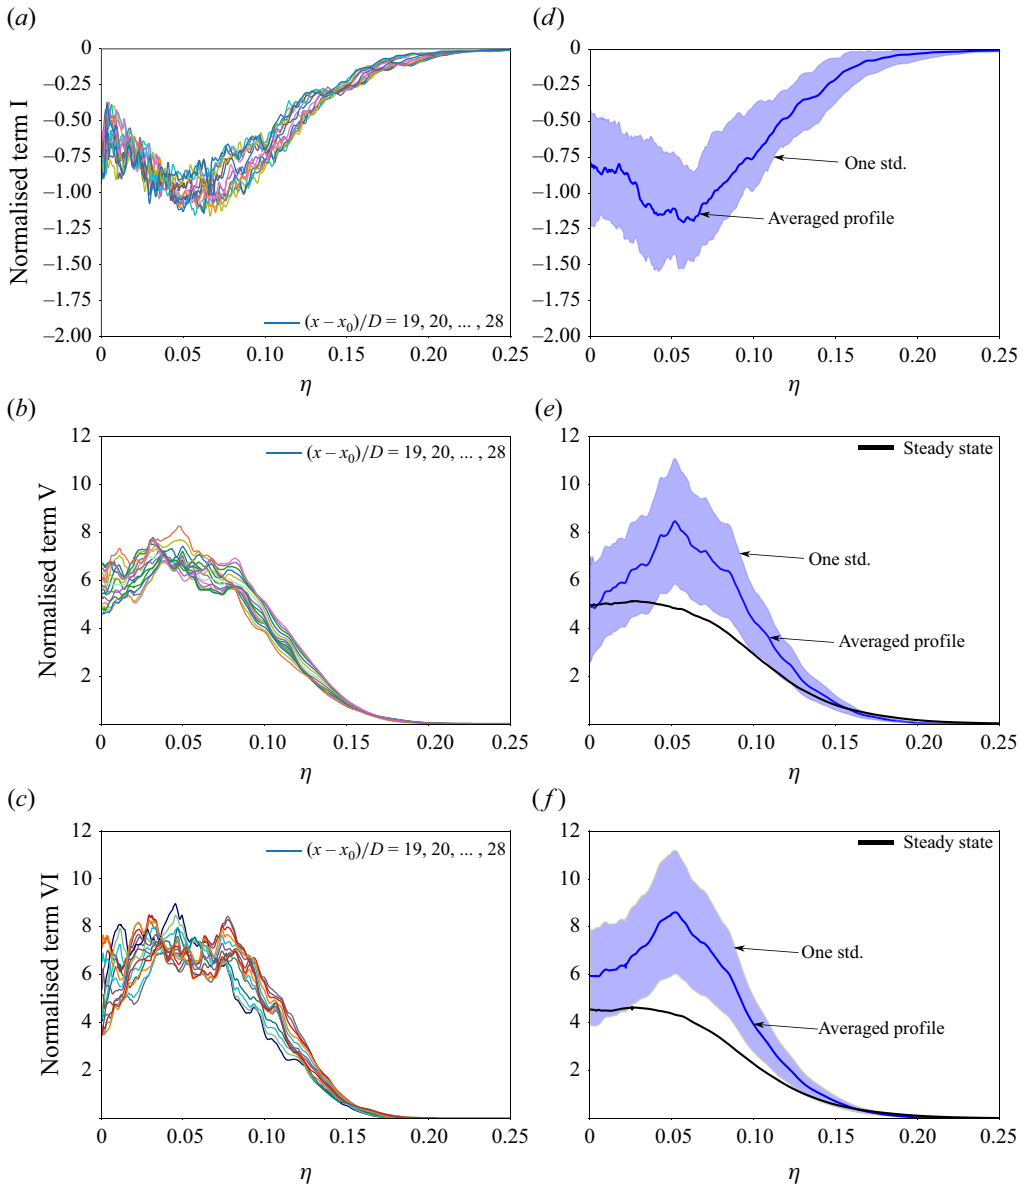 (a)
Normalised term I
0
–0.25
–0.50
–0.75
–1.00
–1.25
–1.50
–1.75
–2.00
(x – x0)/D = 19, 20, ... , 28
0 0.05 0.10 0.15 0.20 0.25
η
(d)
0
–0.25
–0.50
–0.75
–1.00
–1.25
–1.50
–1.75
–2.00
One std.
Averaged profile
0 0.05 0.10 0.15 0.20 0.25
η
(b)
Normalised term V
12
10
8
6
4
2
(x – x0)/D = 19, 20, ... , 28
0 0.05 0.10 0.15 0.20 0.25
η
(e)
12
10
8
6
4
2
Steady state
One std.
Averaged profile
0 0.05 0.10 0.15 0.20 0.25
η
(c)
Normalised term VI
12
10
8
6
4
2
(x – x0)/D = 19, 20, ... , 28
0 0.05 0.10 0.15 0.20 0.25
η
(f)
12
10
8
6
4
2
Steady state
One std.
Averaged profile
0 0.05 0.10 0.15 0.20 0.25
η